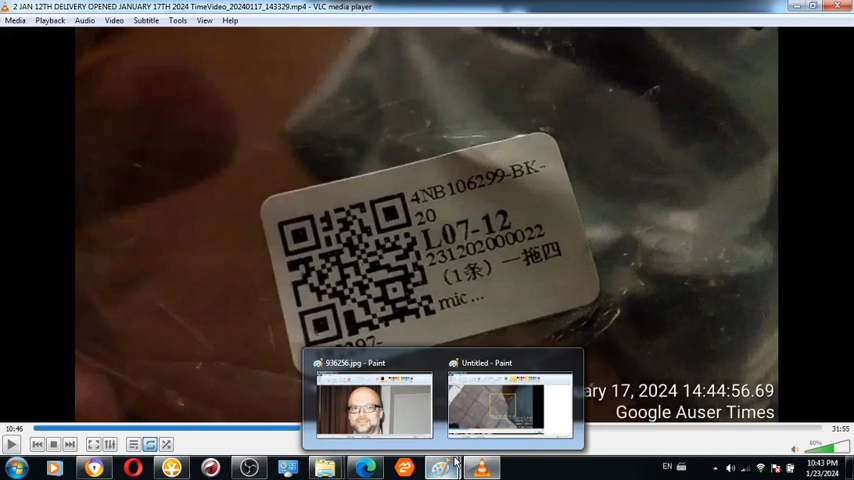 2 JAN 12TH DELIVERY OPENED JANUARY 17TH 2024 TimeVideo_20240117_143329.mp4 - VLC media player
Media Playback Audio Video Subtitle Tools View Help
4NB106299-BK-
20
L07-12
231202000022
（1条）一拖四
mic...
936256.jpg - Paint
Untitled - Paint
ary 17, 2024 14:44:56.69
Google Auser Times
10:46
31:55
80%
EN
10:43 PM
1/23/2024